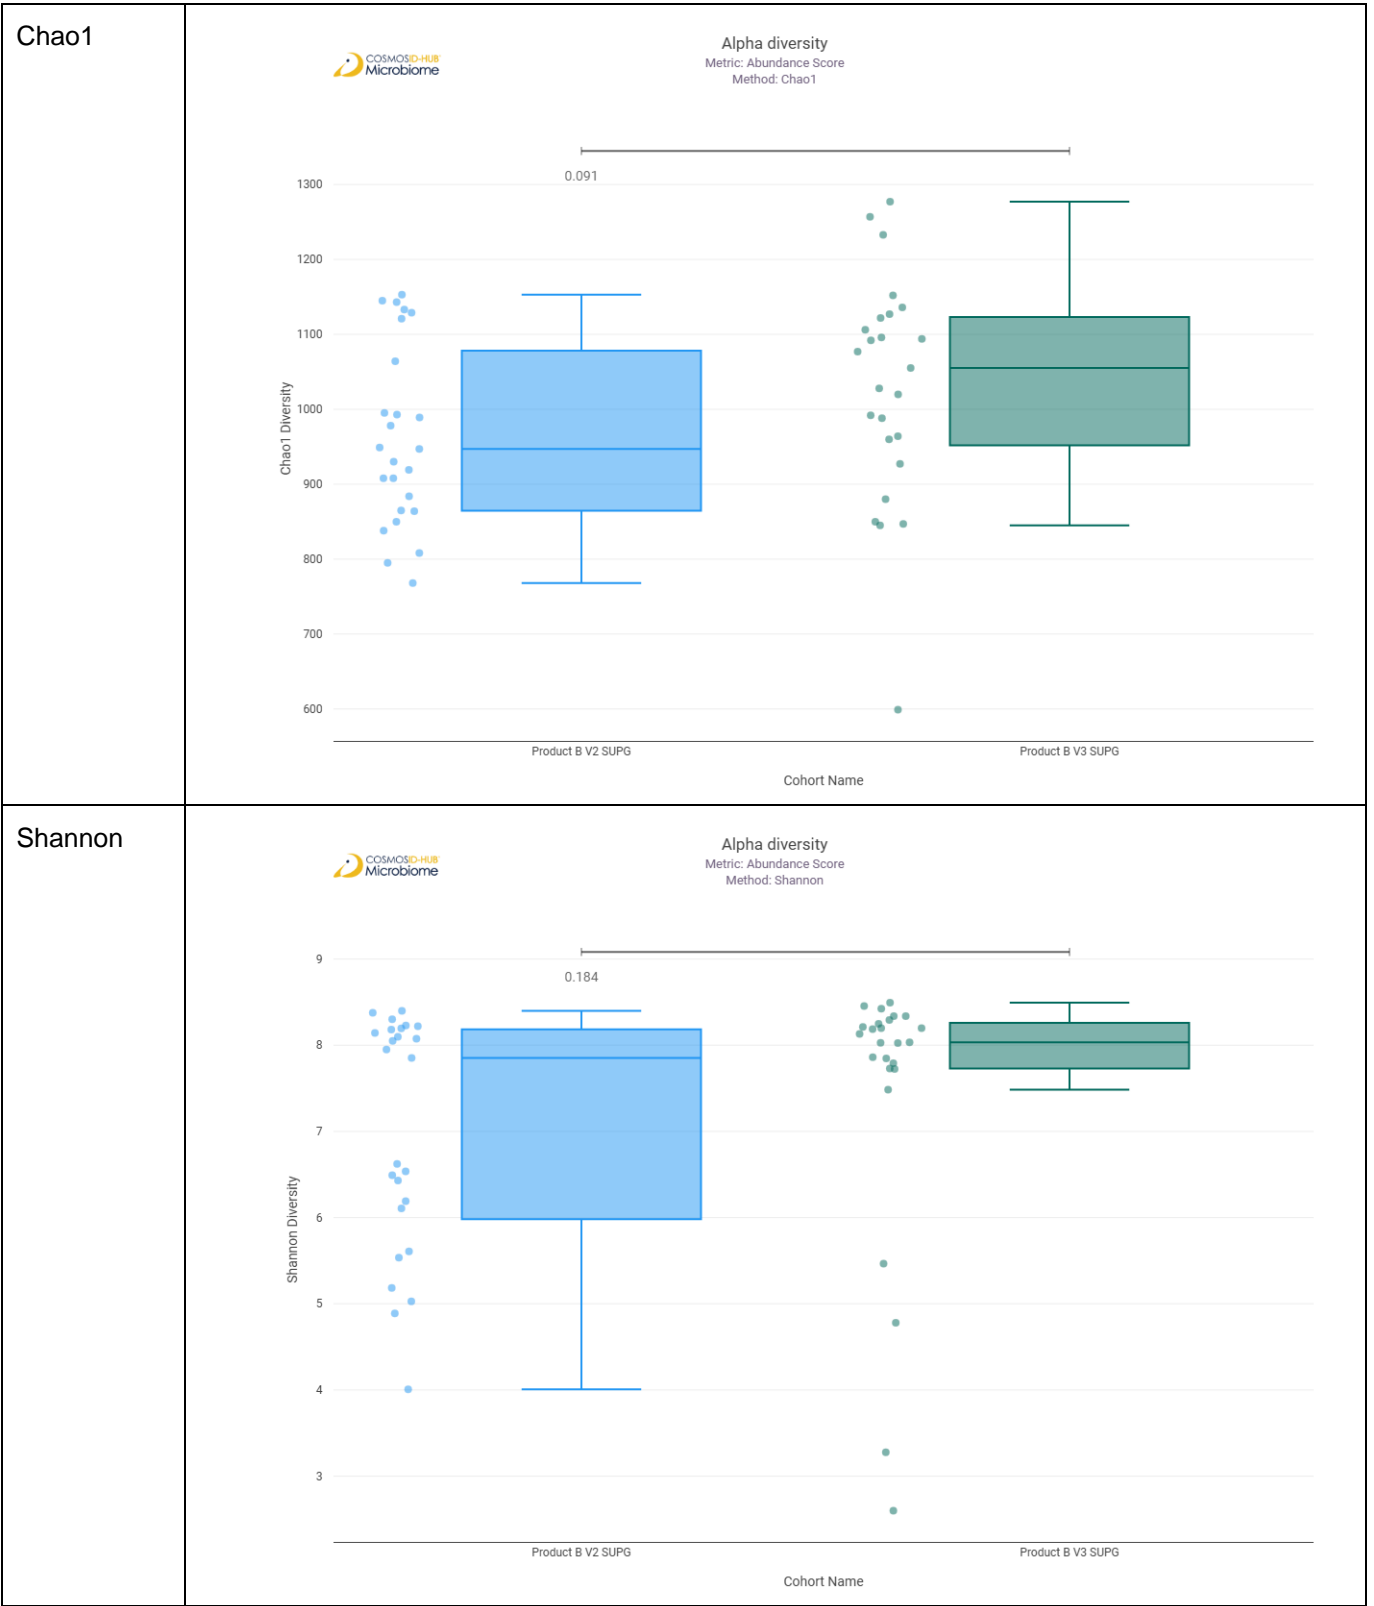 Chao1
COSMOSID-HUB
Microbiome
Alpha diversity
Metric: Abundance Score
Method: Chao1
0.091
1300
1200
1100
1000
900
800
700
600
Chao1 Diversity
Product B V2 SUPG
Product B V3 SUPG
Cohort Name
Shannon
COSMOSID-HUB
Microbiome
Alpha diversity
Metric: Abundance Score
Method: Shannon
9
0.184
8
7
6
5
4
3
Shannon Diversity
Product B V2 SUPG
Product B V3 SUPG
Cohort Name